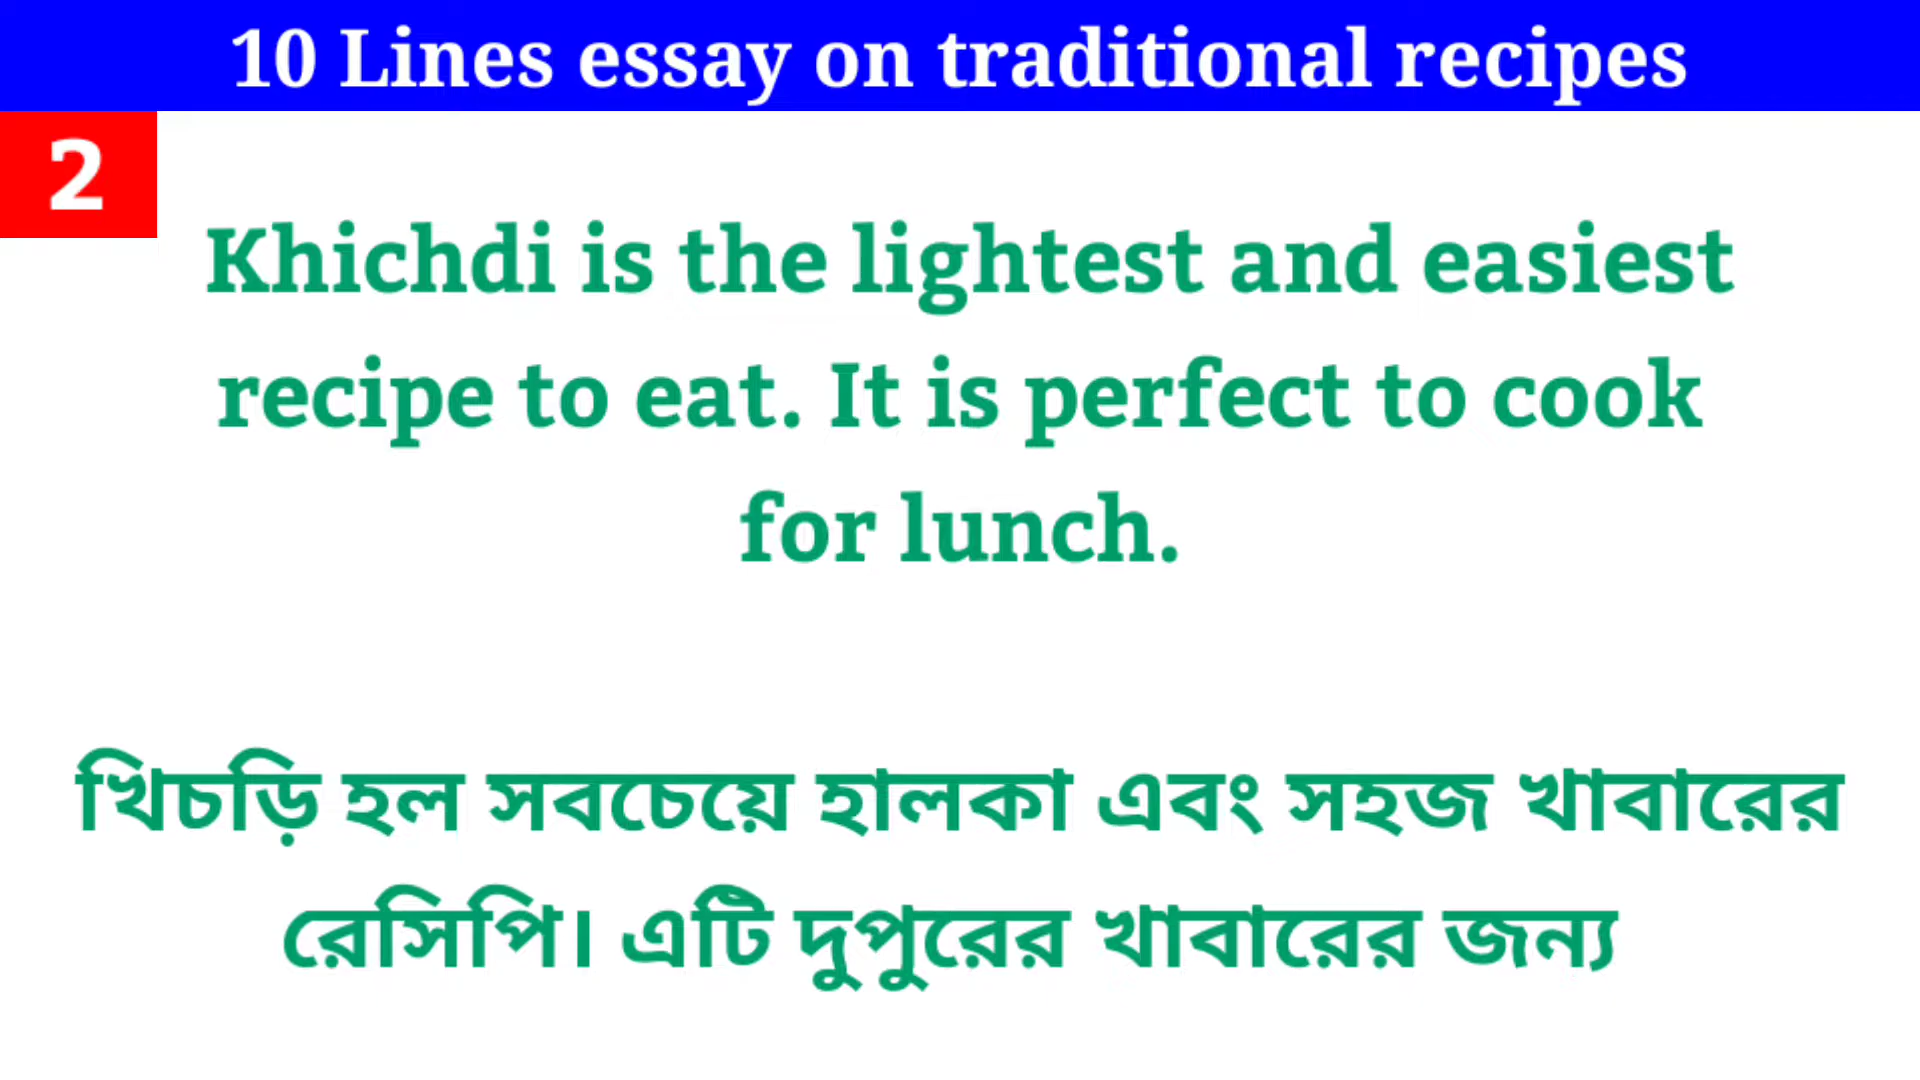 10 Lines essay on traditional recipes
2
Khichdi is the lightest and easiest
recipe to eat. It is perfect to cook
for lunch.
খিচড়ি হল সবচেয়ে হালকা এবং সহজ খাবারের
রেসিপি। এটি দুপুরের খাবারের জন্য